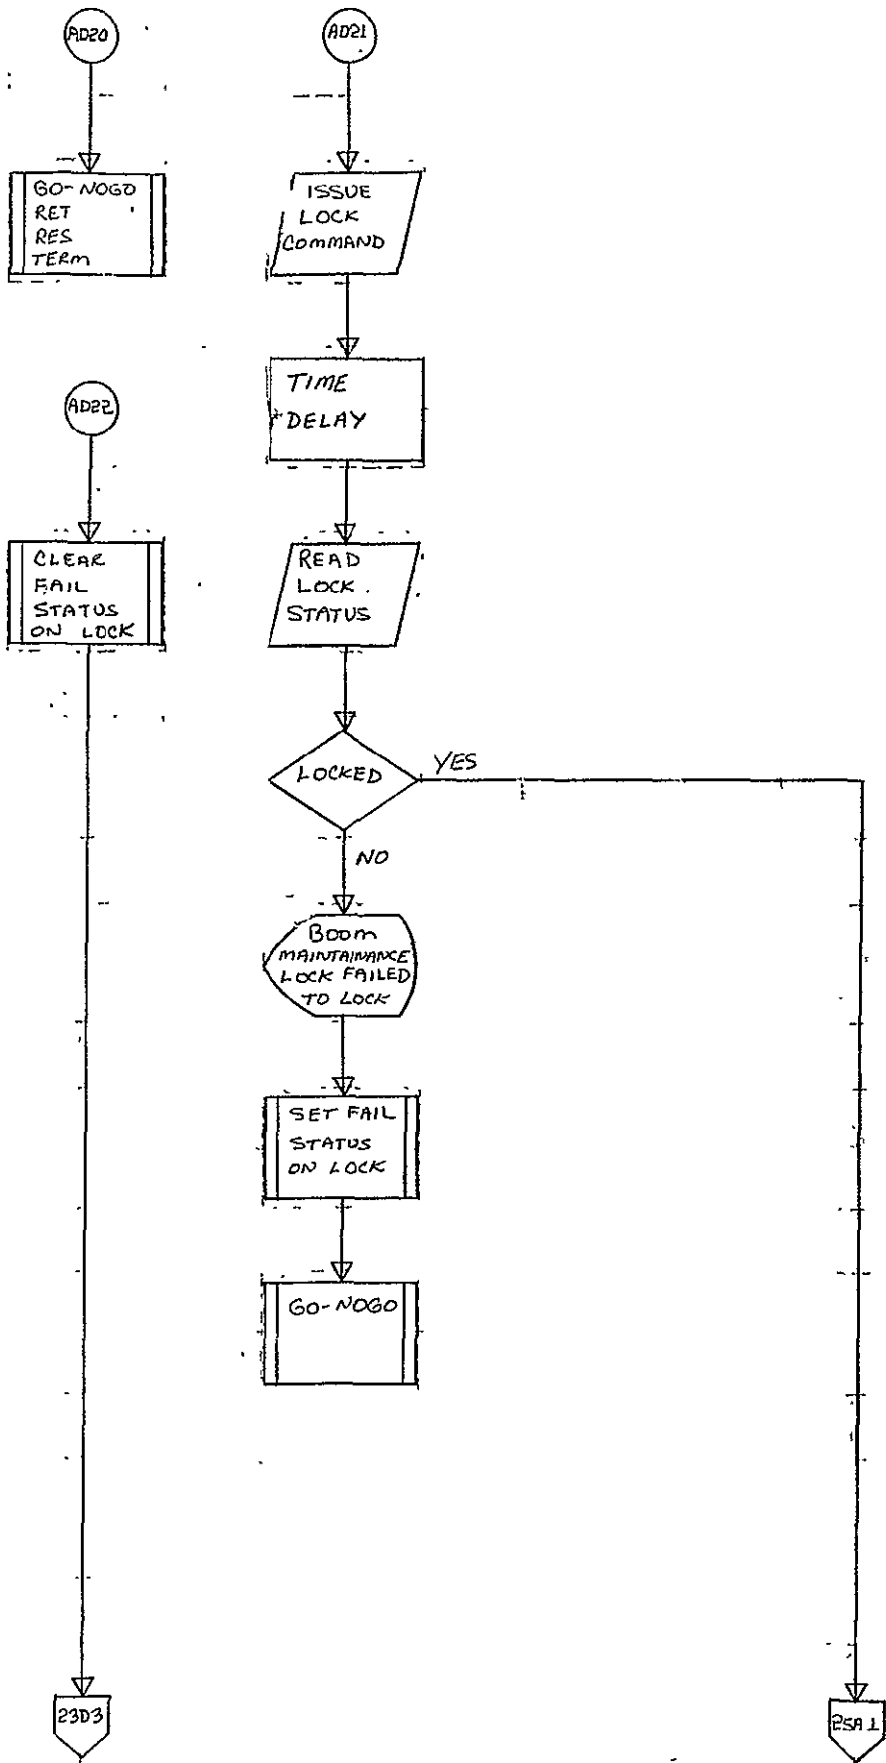 AD20
GO-NOGO
RET
RES
TERM
AD22
CLEAR
FAIL
STATUS
ON LOCK
23D3
AD21
ISSUE
LOCK
COMMAND
TIME
DELAY
READ
LOCK
STATUS
LOCKED
YES
NO
BOOM
MAINTAINANCE
LOCK FAILED
TO LOCK
SET FAIL
STATUS
ON LOCK
GO-NOGO
25A1